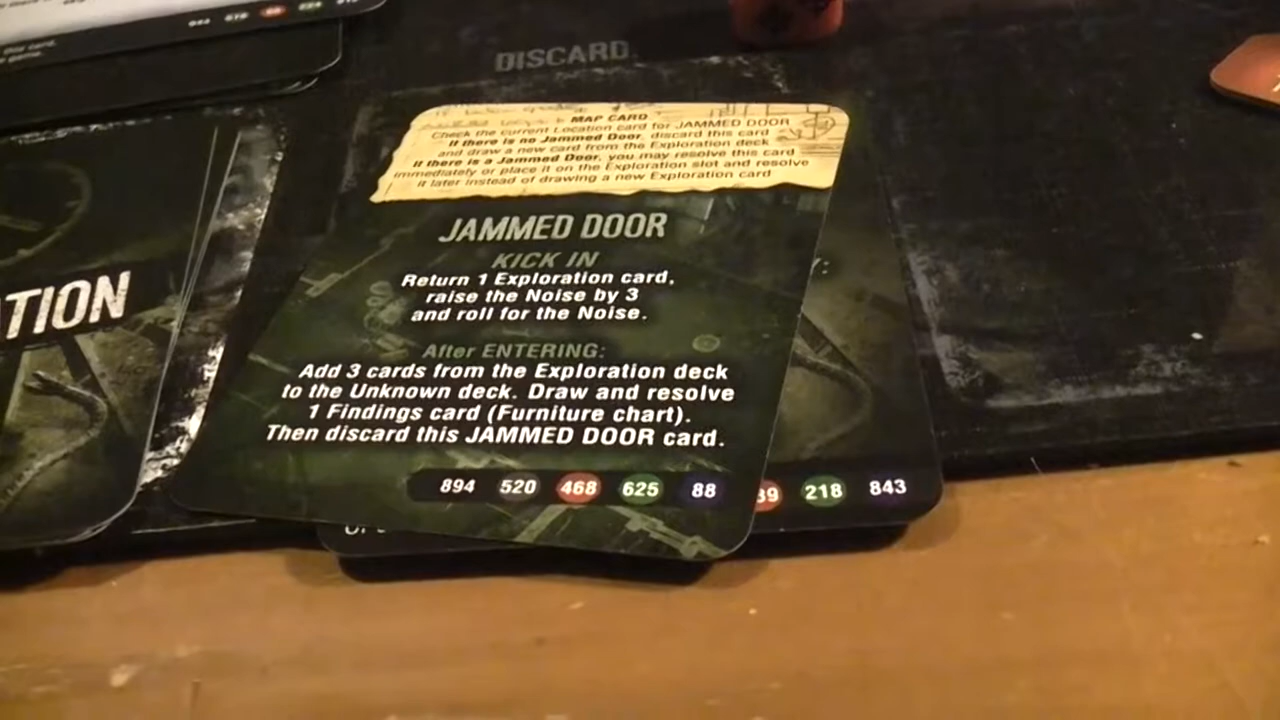 this card.
game.
DISCARD
MAP CARD
Check the current Location card for JAMMED DOOR
If there is no Jammed Door, discard this card
and draw a new card from the Exploration deck
If there is a Jammed Door, you may resolve this card
immediately or place it on the Exploration slot and resolve
it later instead of drawing a new Exploration card
JAMMED DOOR
KICK IN
Return 1 Exploration card,
raise the Noise by 3
and roll for the Noise.
After ENTERING:
Add 3 cards from the Exploration deck
to the Unknown deck. Draw and resolve
1 Findings card (Furniture chart).
Then discard this JAMMED DOOR card.
894 520 468 625 88
39 218 843
TION